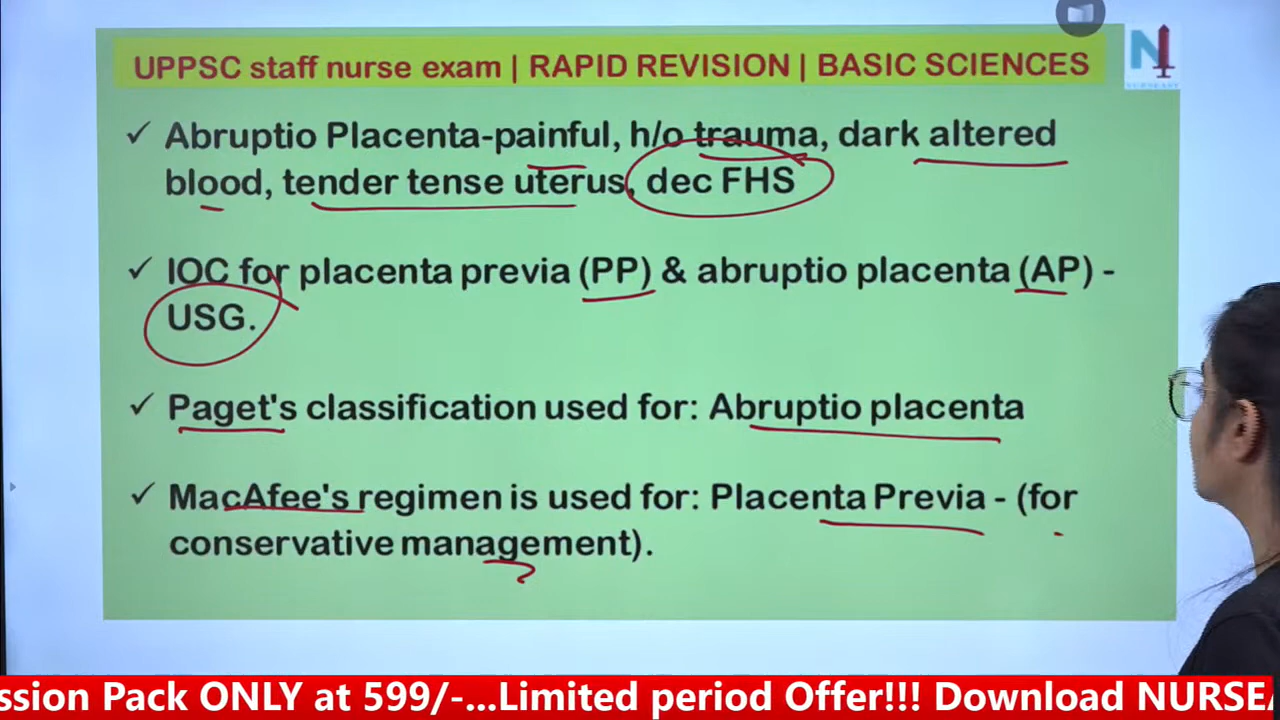 UPPSC staff nurse exam | RAPID REVISION | BASIC SCIENCES
✓ Abruptio Placenta-painful, h/o trauma, dark altered
blood, tender tense uterus, dec FHS
✓ IOC for placenta previa (PP) & abruptio placenta (AP) -
USG.
✓ Paget's classification used for: Abruptio placenta
✓ MacAfee's regimen is used for: Placenta Previa - (for
conservative management).
ssion Pack ONLY at 599/-...Limited period Offer!!! Download NURSE